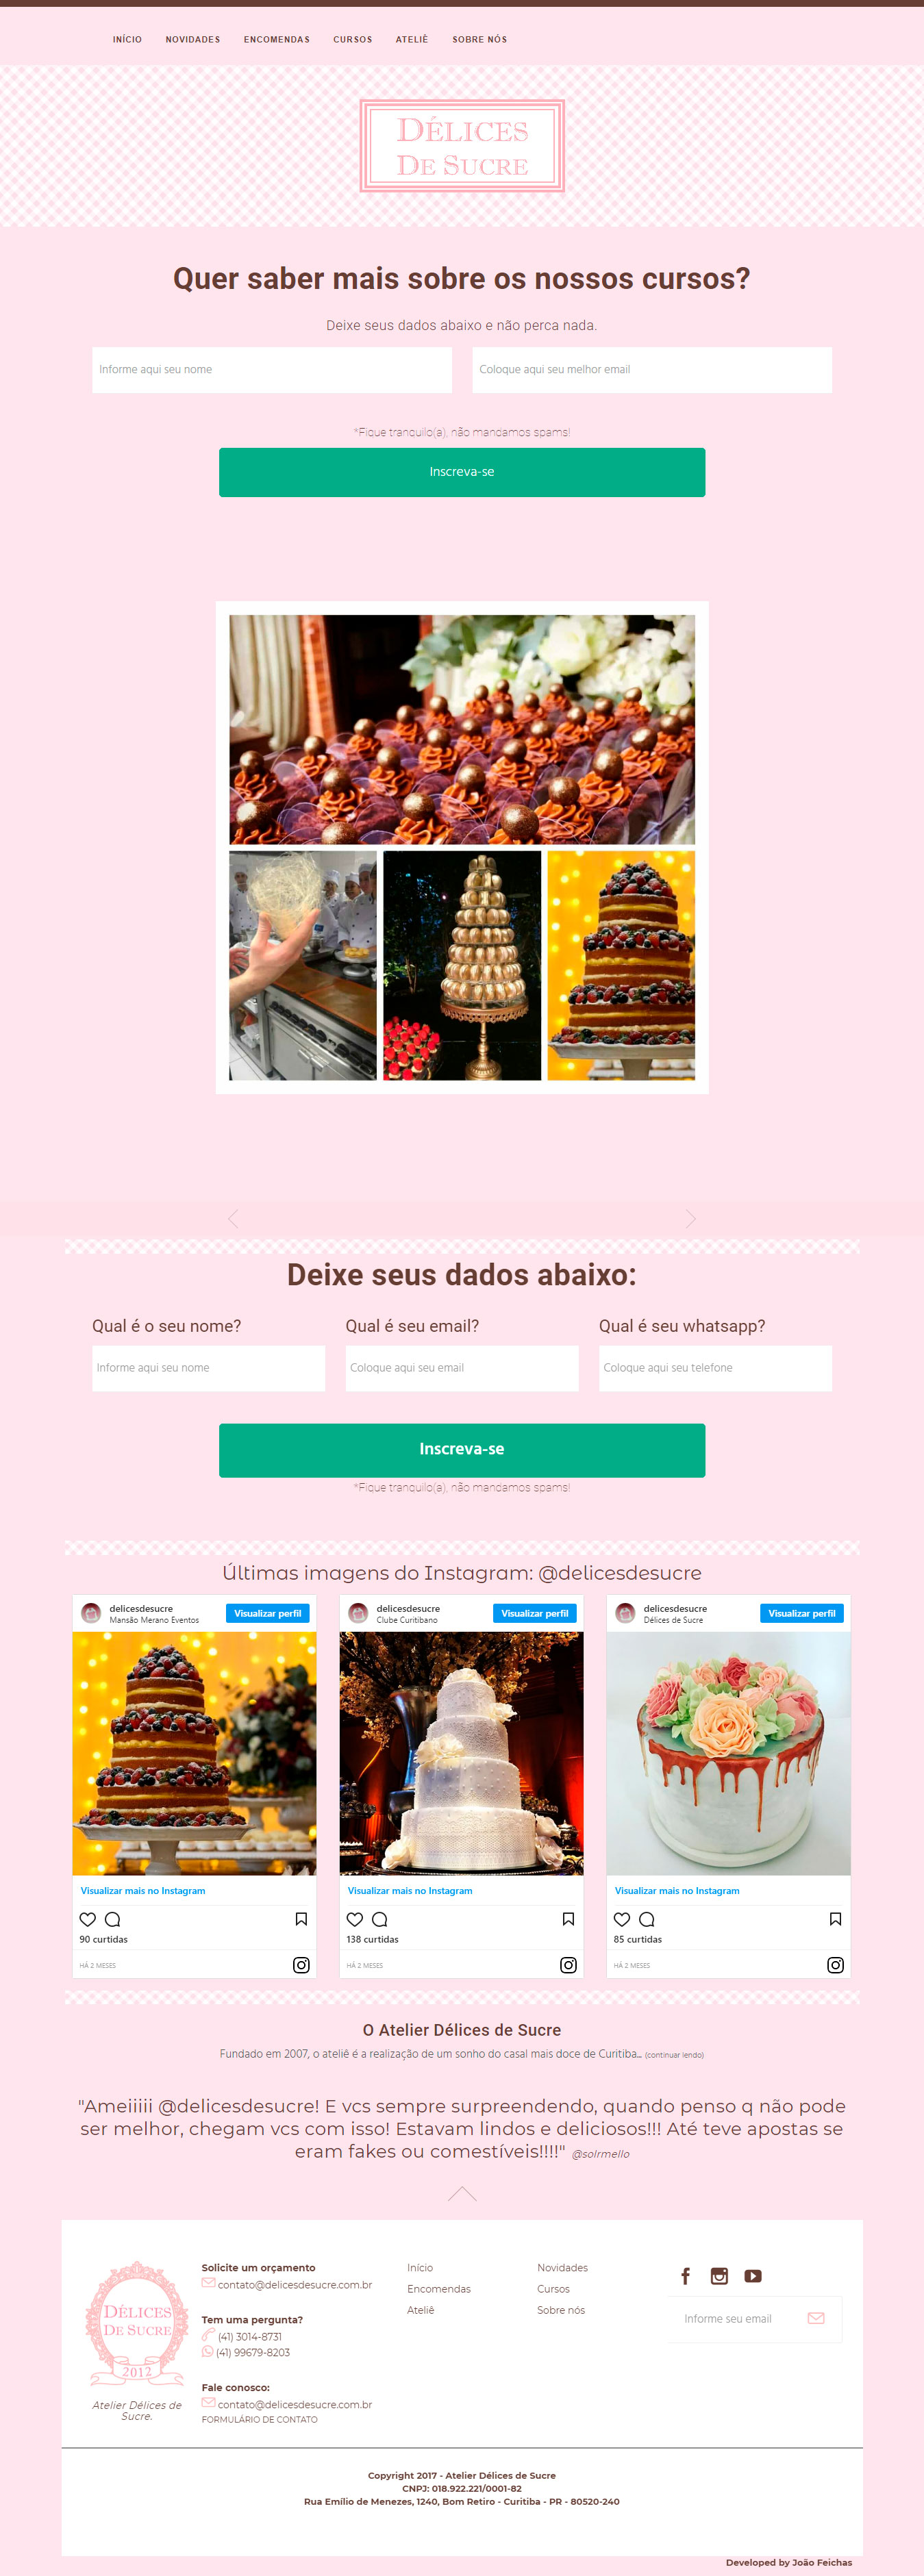 INÍCIO NOVIDADES ENCOMENDAS CURSOS ATELIÊ SOBRE NÓS
DÉLICES
DE SUCRE
Quer saber mais sobre os nossos cursos?
Deixe seus dados abaixo e não perca nada.
Informe aqui seu nome
Coloque aqui seu melhor email
*Fique tranquilo(a), não mandamos spams!
Inscreva-se
Deixe seus dados abaixo:
Qual é o seu nome?
Qual é seu email?
Qual é seu whatsapp?
Informe aqui seu nome
Coloque aqui seu email
Coloque aqui seu telefone
Inscreva-se
*Fique tranquilo(a), não mandamos spams!
Últimas imagens do Instagram: @delicesdesucre
delicesdesucre
Mansão Merano Eventos
Visualizar perfil
Visualizar mais no Instagram
90 curtidas
HÁ 2 MESES
delicesdesucre
Clube Curitibano
Visualizar perfil
Visualizar mais no Instagram
138 curtidas
HÁ 2 MESES
delicesdesucre
Délices de Sucre
Visualizar perfil
Visualizar mais no Instagram
85 curtidas
HÁ 2 MESES
O Atelier Délices de Sucre
Fundado em 2007, o ateliê é a realização de um sonho do casal mais doce de Curitiba... (continuar lendo)
"Ameiiiii @delicesdesucre! E vcs sempre surpreendendo, quando penso q não pode
ser melhor, chegam vcs com isso! Estavam lindos e deliciosos!!! Até teve apostas se
eram fakes ou comestíveis!!!!" @solrmello
DÉLICES
DE SUCRE
2012
Atelier Délices de
Sucre.
Solicite um orçamento
contato@delicesdesucre.com.br
Tem uma pergunta?
(41) 3014-8731
(41) 99679-8203
Fale conosco:
contato@delicesdesucre.com.br
FORMULÁRIO DE CONTATO
Início
Encomendas
Ateliê
Novidades
Cursos
Sobre nós
Informe seu email
Copyright 2017 - Atelier Délices de Sucre
CNPJ: 018.922.221/0001-82
Rua Emílio de Menezes, 1240, Bom Retiro - Curitiba - PR - 80520-240
Developed by João Feichas